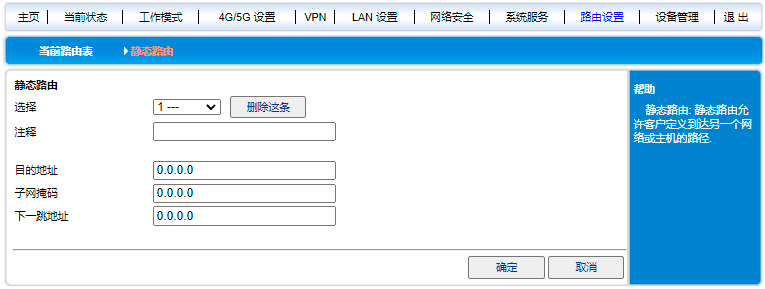 主页 当前状态 工作模式 4G/5G 设置 VPN LAN 设置 网络安全 系统服务 路由设置 设备管理 退 出
当前路由表 静态路由
静态路由
选择 1 --- 删除这条
注释
目的地址 0.0.0.0
子网掩码 0.0.0.0
下一跳地址 0.0.0.0
确定 取消
帮助
静态路由: 静态路由允
许客户定义到达另一个网
络或主机的路径.